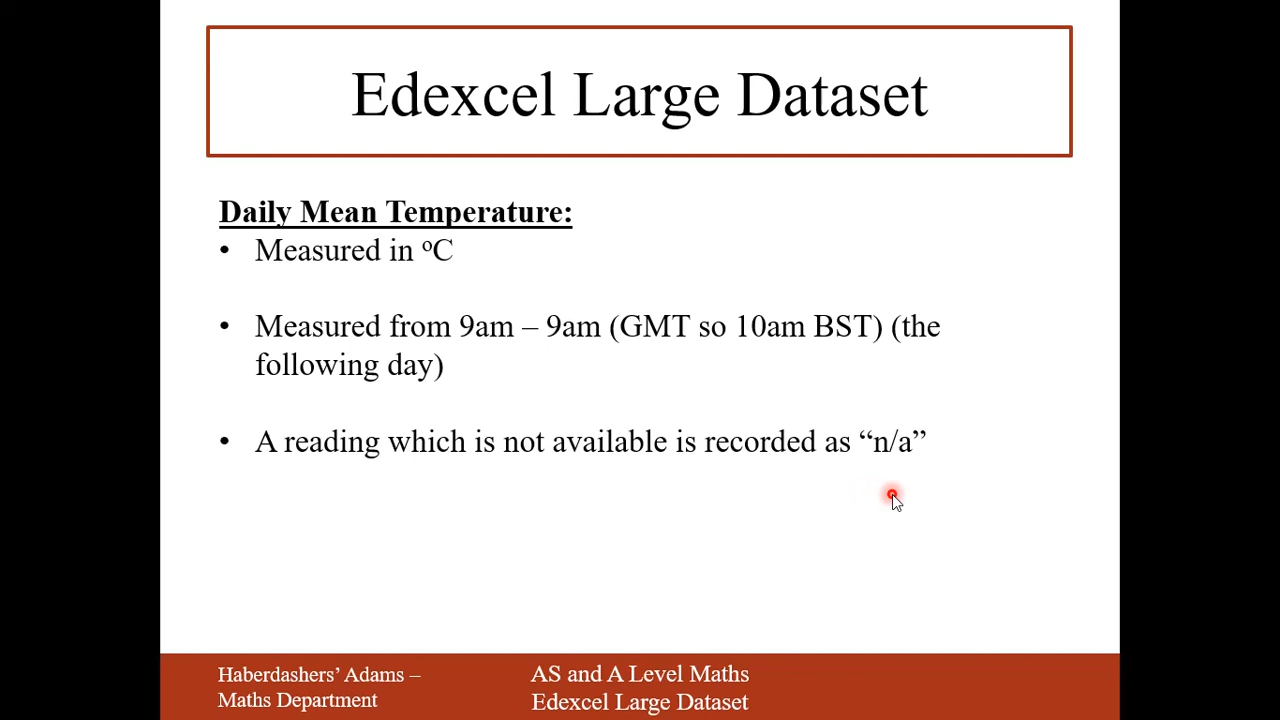 Edexcel Large Dataset
Daily Mean Temperature:
• Measured in ºC
• Measured from 9am – 9am (GMT so 10am BST) (the
following day)
• A reading which is not available is recorded as “n/a”
Haberdashers’ Adams –
Maths Department
AS and A Level Maths
Edexcel Large Dataset